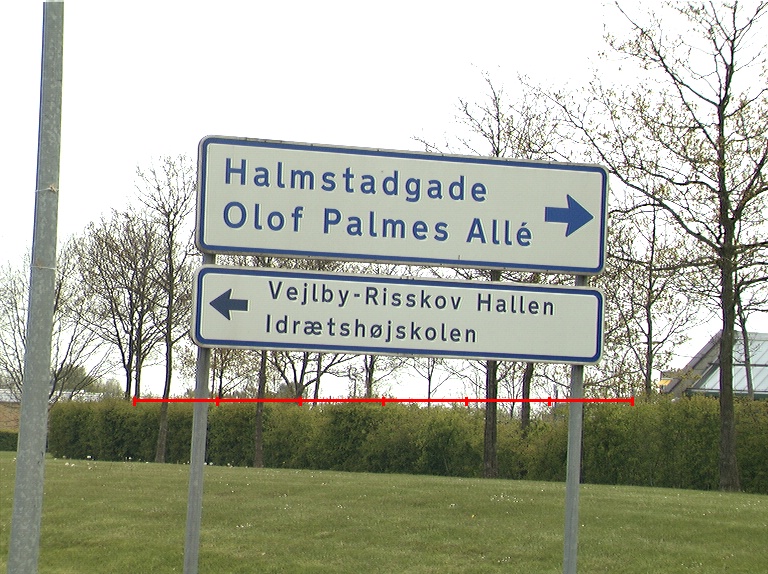 Halmstadgade
Olof Palmes Allé
Vejlby-Risskov Hallen
Idrætshøjskolen